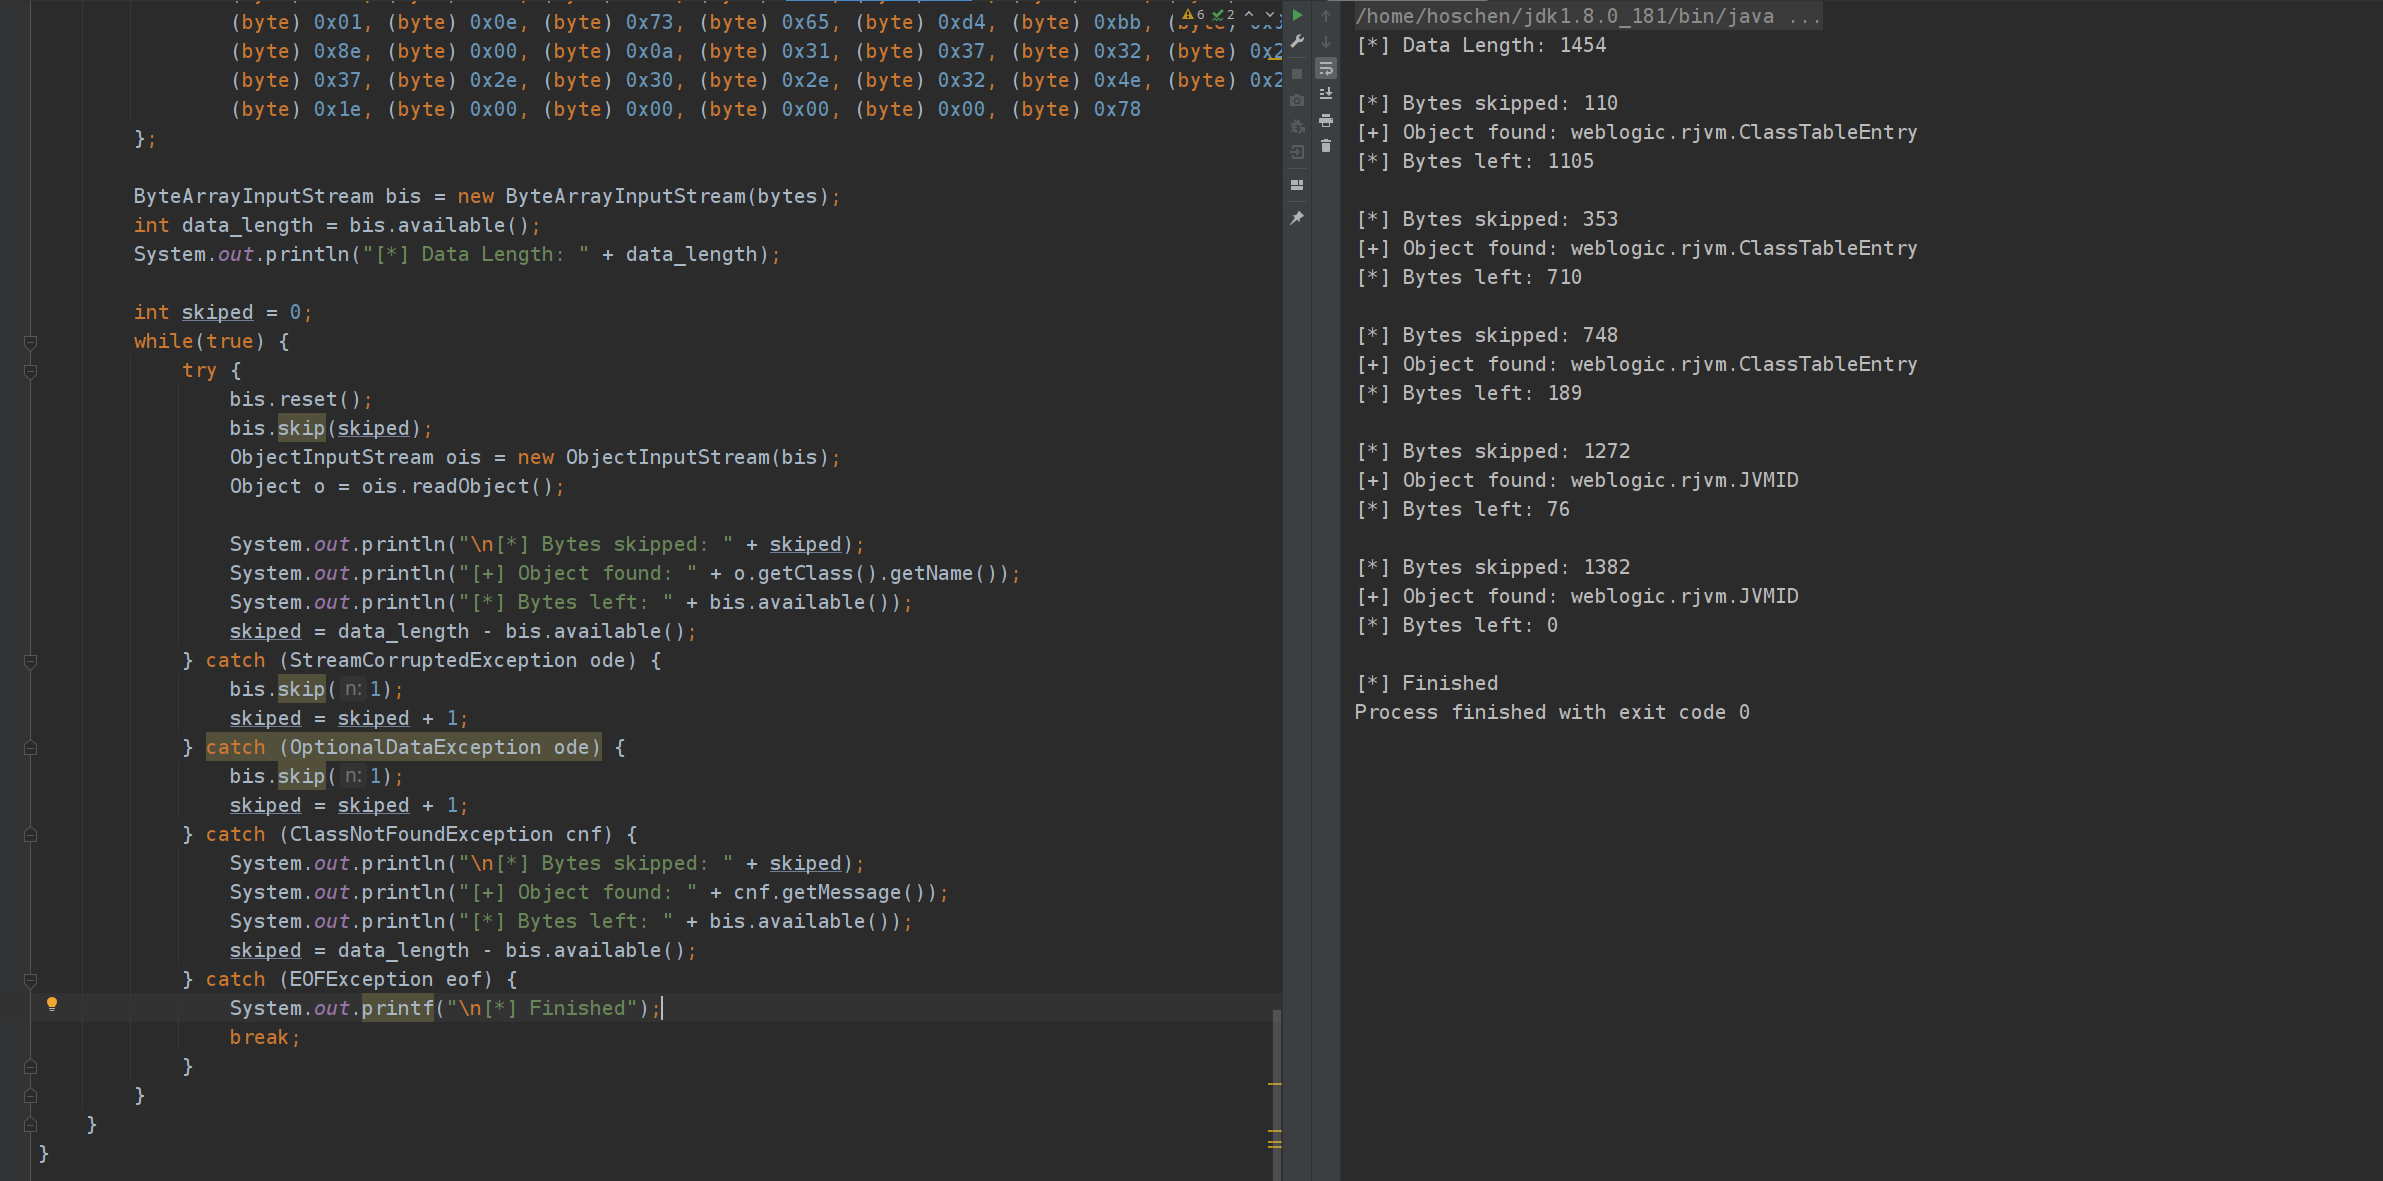 (byte) 0x01, (byte) 0x0e, (byte) 0x73, (byte) 0x65, (byte) 0xd4, (byte) 0xbb, (byte)
6 2
(byte) 0x8e, (byte) 0x00, (byte) 0x0a, (byte) 0x31, (byte) 0x37, (byte) 0x32, (byte) 0x2
(byte) 0x37, (byte) 0x2e, (byte) 0x30, (byte) 0x2e, (byte) 0x32, (byte) 0x4e, (byte) 0x2
(byte) 0x1e, (byte) 0x00, (byte) 0x00, (byte) 0x00, (byte) 0x00, (byte) 0x78
};
ByteArrayInputStream bis = new ByteArrayInputStream(bytes);
int data_length = bis.available();
System.out.println("[*] Data Length: " + data_length);
int skiped = 0;
while(true) {
try {
bis.reset();
bis.skip(skiped);
ObjectInputStream ois = new ObjectInputStream(bis);
Object o = ois.readObject();
System.out.println("\n[*] Bytes skipped: " + skiped);
System.out.println("[+] Object found: " + o.getClass().getName());
System.out.println("[*] Bytes left: " + bis.available());
skiped = data_length - bis.available();
} catch (StreamCorruptedException ode) {
bis.skip( n: 1);
skiped = skiped + 1;
} catch (OptionalDataException ode) {
bis.skip( n: 1);
skiped = skiped + 1;
} catch (ClassNotFoundException cnf) {
System.out.println("\n[*] Bytes skipped: " + skiped);
System.out.println("[+] Object found: " + cnf.getMessage());
System.out.println("[*] Bytes left: " + bis.available());
skiped = data_length - bis.available();
} catch (EOFException eof) {
System.out.printf("\n[*] Finished");
break;
}
}
}
}
/home/hoschen/jdk1.8.0_181/bin/java ...
[*] Data Length: 1454
[*] Bytes skipped: 110
[+] Object found: weblogic.rjvm.ClassTableEntry
[*] Bytes left: 1105
[*] Bytes skipped: 353
[+] Object found: weblogic.rjvm.ClassTableEntry
[*] Bytes left: 710
[*] Bytes skipped: 748
[+] Object found: weblogic.rjvm.ClassTableEntry
[*] Bytes left: 189
[*] Bytes skipped: 1272
[+] Object found: weblogic.rjvm.JVMID
[*] Bytes left: 76
[*] Bytes skipped: 1382
[+] Object found: weblogic.rjvm.JVMID
[*] Bytes left: 0
[*] Finished
Process finished with exit code 0